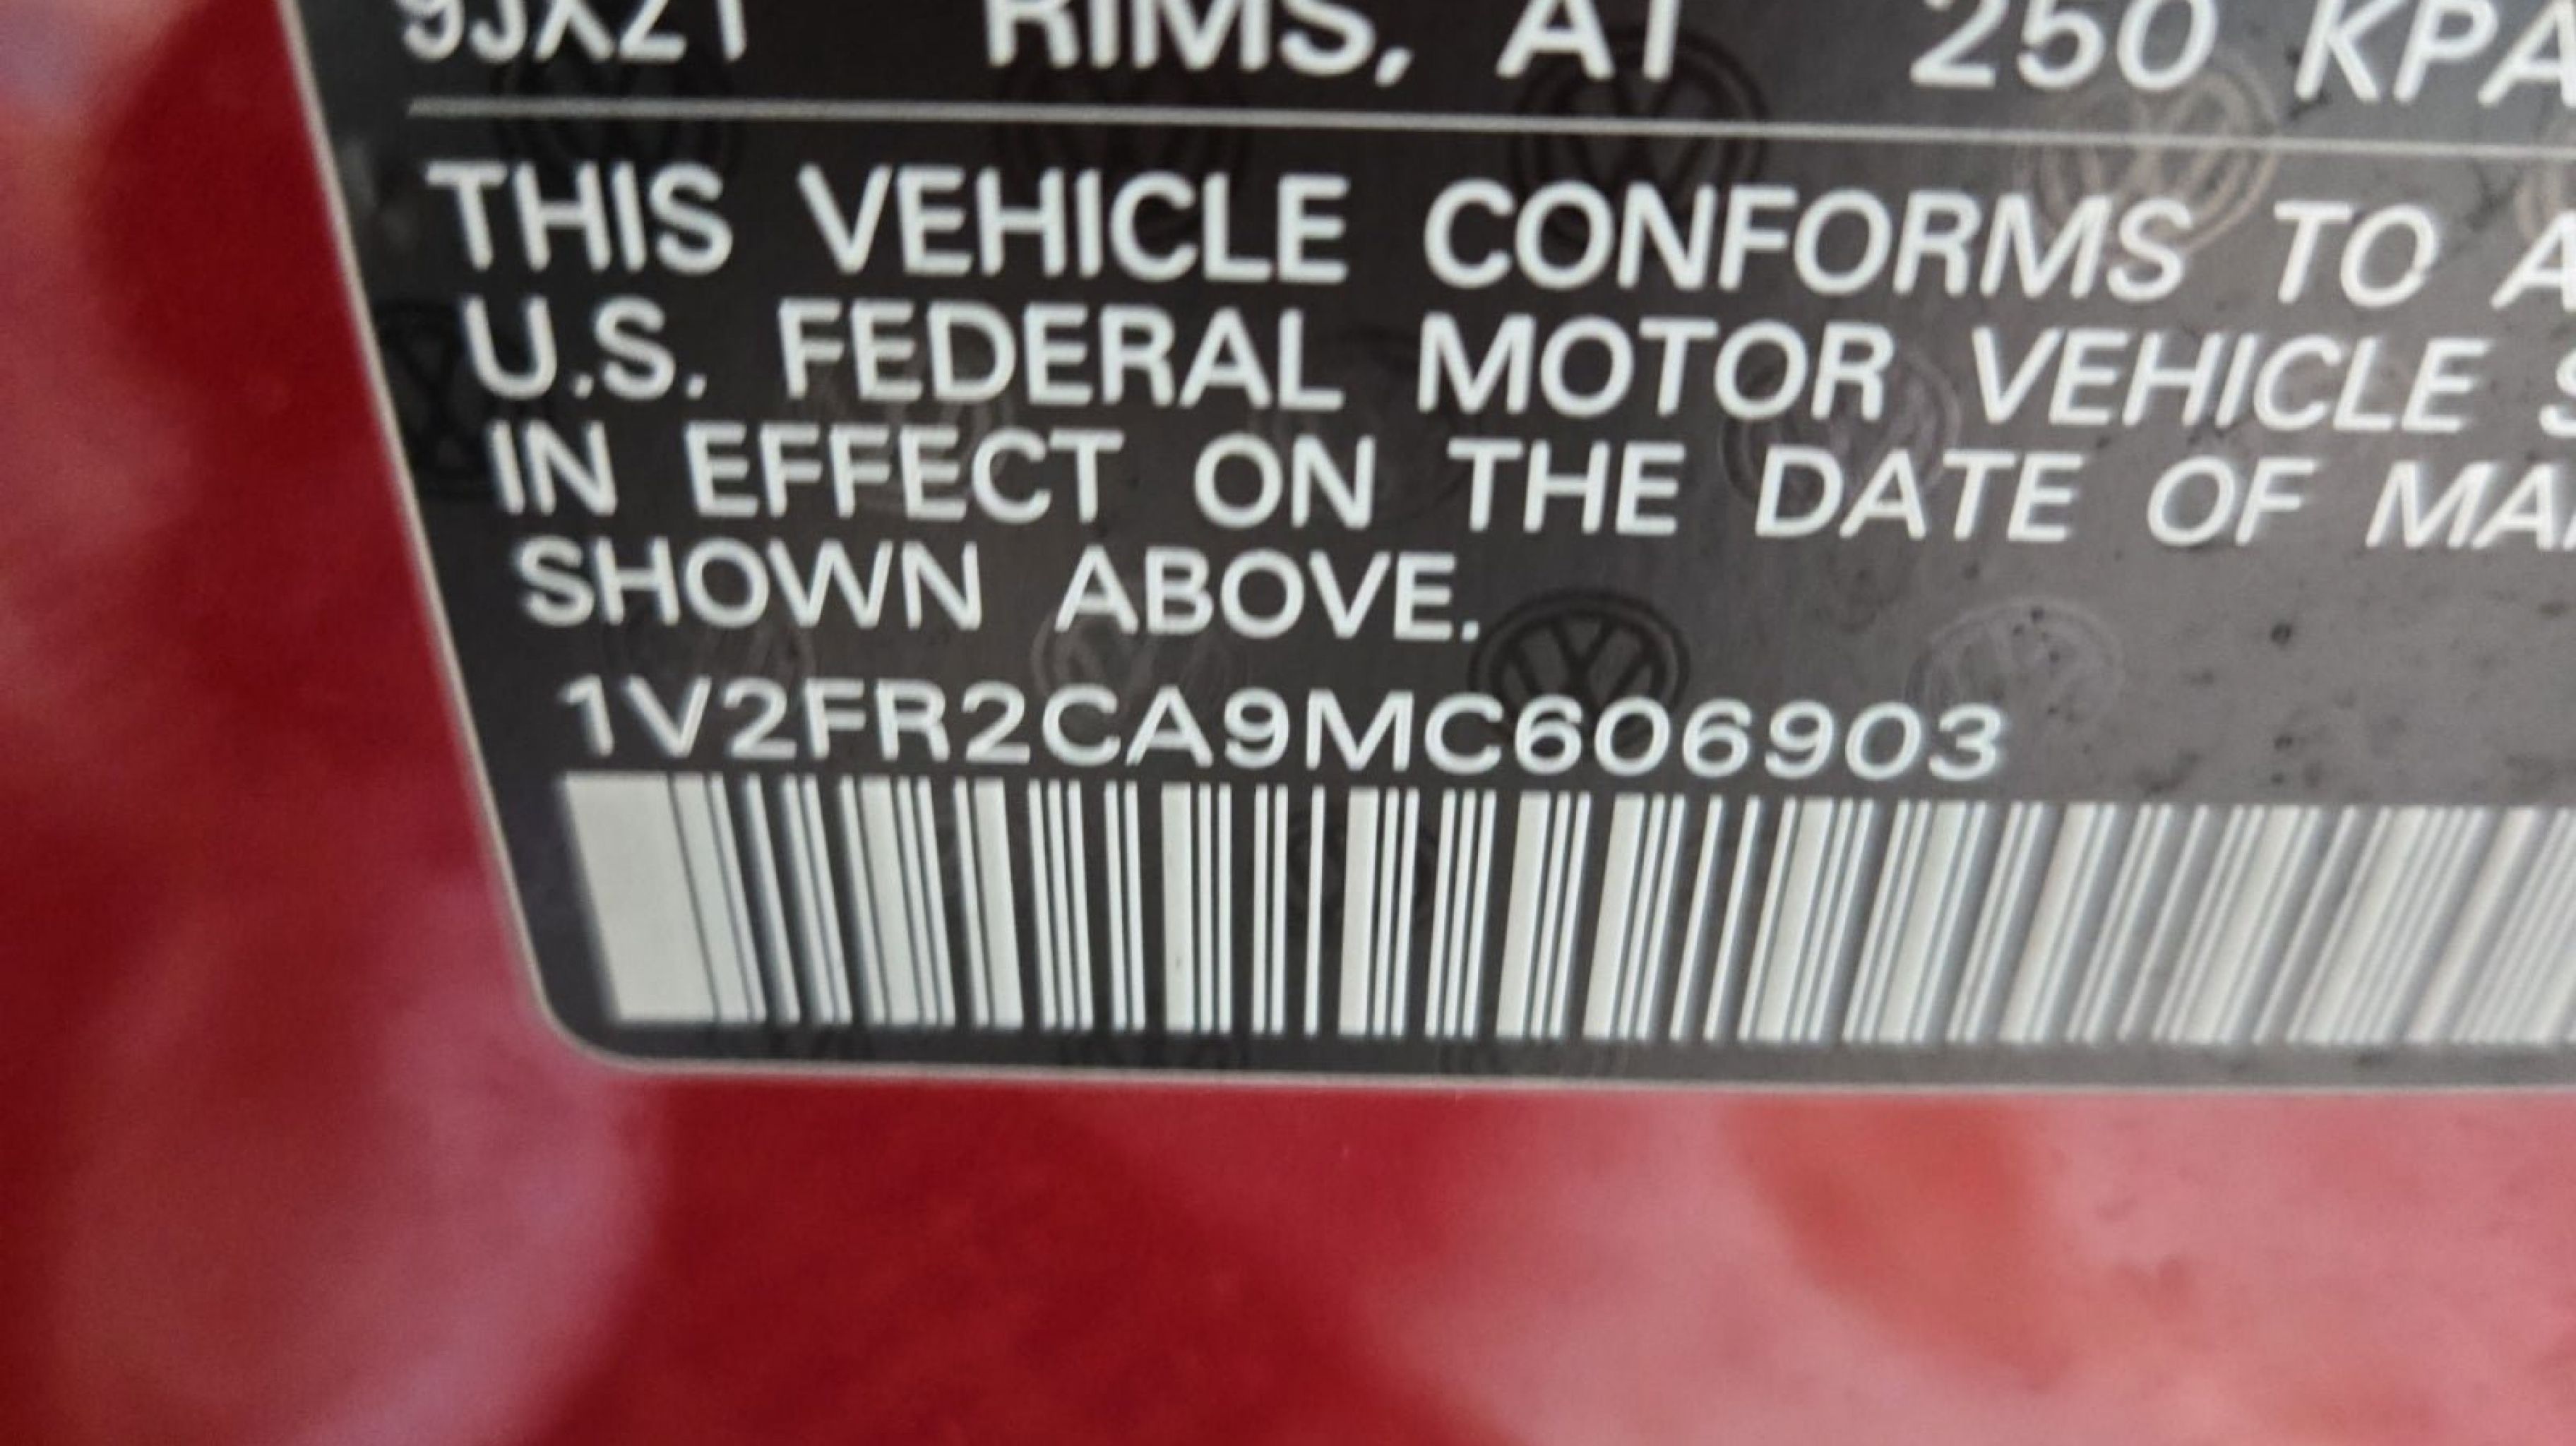 9JX21 RIMS, AT 250 KPA
THIS VEHICLE CONFORMS TO A
U.S. FEDERAL MOTOR VEHICLE S
IN EFFECT ON THE DATE OF MA
SHOWN ABOVE.
1V2FR2CA9MC606903